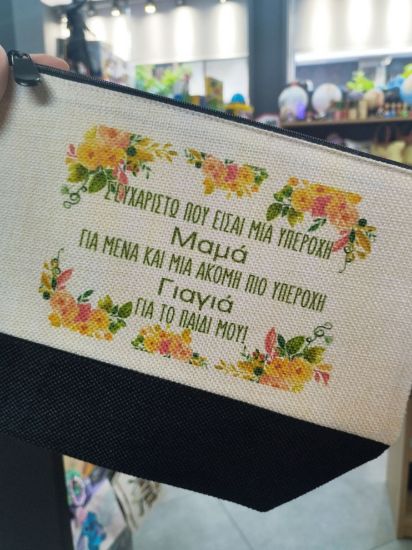 Σ'ΕΥΧΑΡΙΣΤΩ ΠΟΥ ΕΙΣΑΙ ΜΙΑ ΥΠΕΡΟΧΗ
Μαμά
ΓΙΑ ΜΕΝΑ ΚΑΙ ΜΙΑ ΑΚΟΜΗ ΠΙΟ ΥΠΕΡΟΧΗ
Γιαγιά
ΓΙΑ ΤΟ ΠΑΙΔΙ ΜΟΥ!